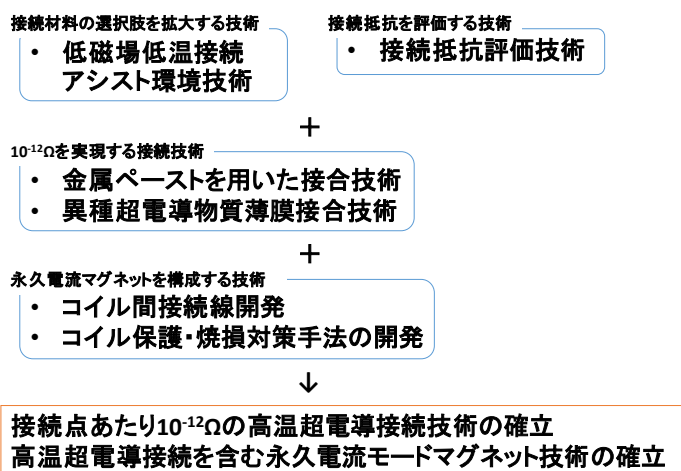 接続材料の選択肢を拡大する技術
・ 低磁場低温接続
アシスト環境技術
接続抵抗を評価する技術
・ 接続抵抗評価技術
＋
10⁻¹²Ωを実現する接続技術
・ 金属ペーストを用いた接合技術
・ 異種超電導物質薄膜接合技術
＋
永久電流マグネットを構成する技術
・ コイル間接続線開発
・ コイル保護・焼損対策手法の開発
↓
接続点あたり10⁻¹²Ωの高温超電導接続技術の確立
高温超電導接続を含む永久電流モードマグネット技術の確立